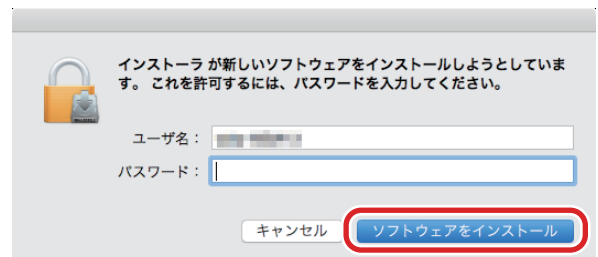 インストーラ が新しいソフトウェアをインストールしようとしていま
す。 これを許可するには、パスワードを入力してください。
ユーザ名：
パスワード：
キャンセル ソフトウェアをインストール